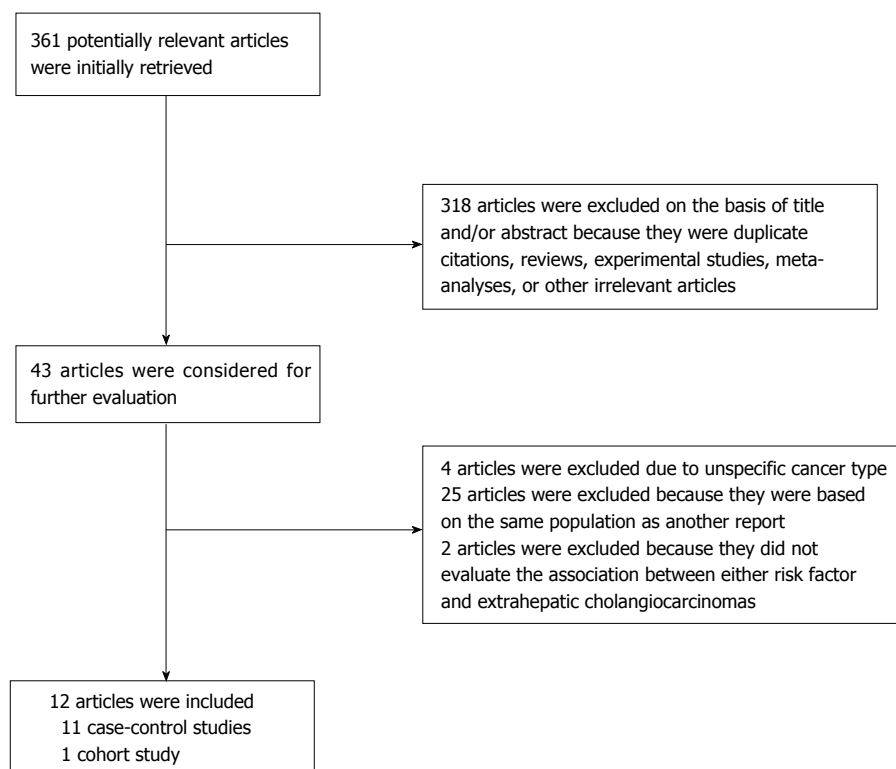 361 potentially relevant articles
were initially retrieved
318 articles were excluded on the basis of title
and/or abstract because they were duplicate
citations, reviews, experimental studies, meta-
analyses, or other irrelevant articles
43 articles were considered for
further evaluation
4 articles were excluded due to unspecific cancer type
25 articles were excluded because they were based
on the same population as another report
2 articles were excluded because they did not
evaluate the association between either risk factor
and extrahepatic cholangiocarcinomas
12 articles were included
11 case-control studies
1 cohort study